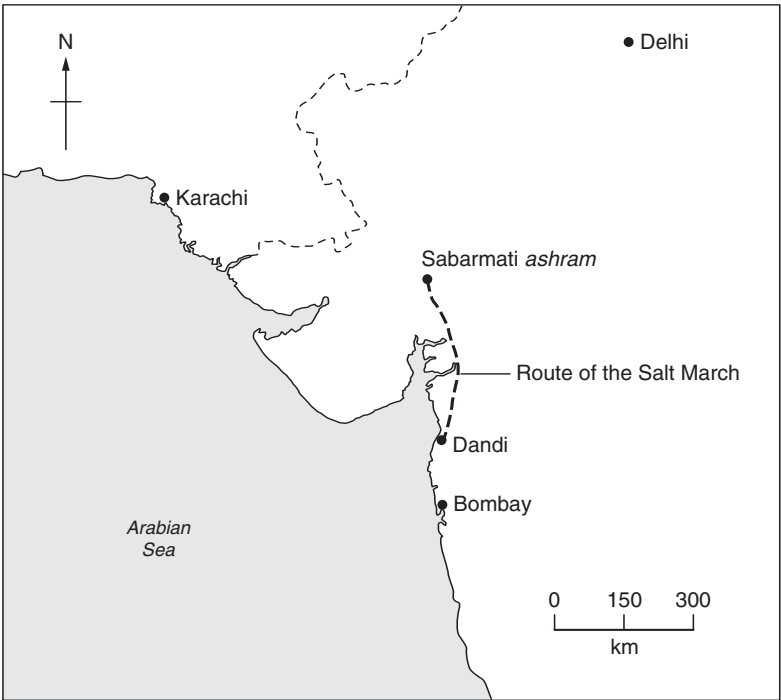 N
Delhi
Karachi
Sabarmati ashram
Route of the Salt March
Dandi
Bombay
Arabian
Sea
0 150 300
km